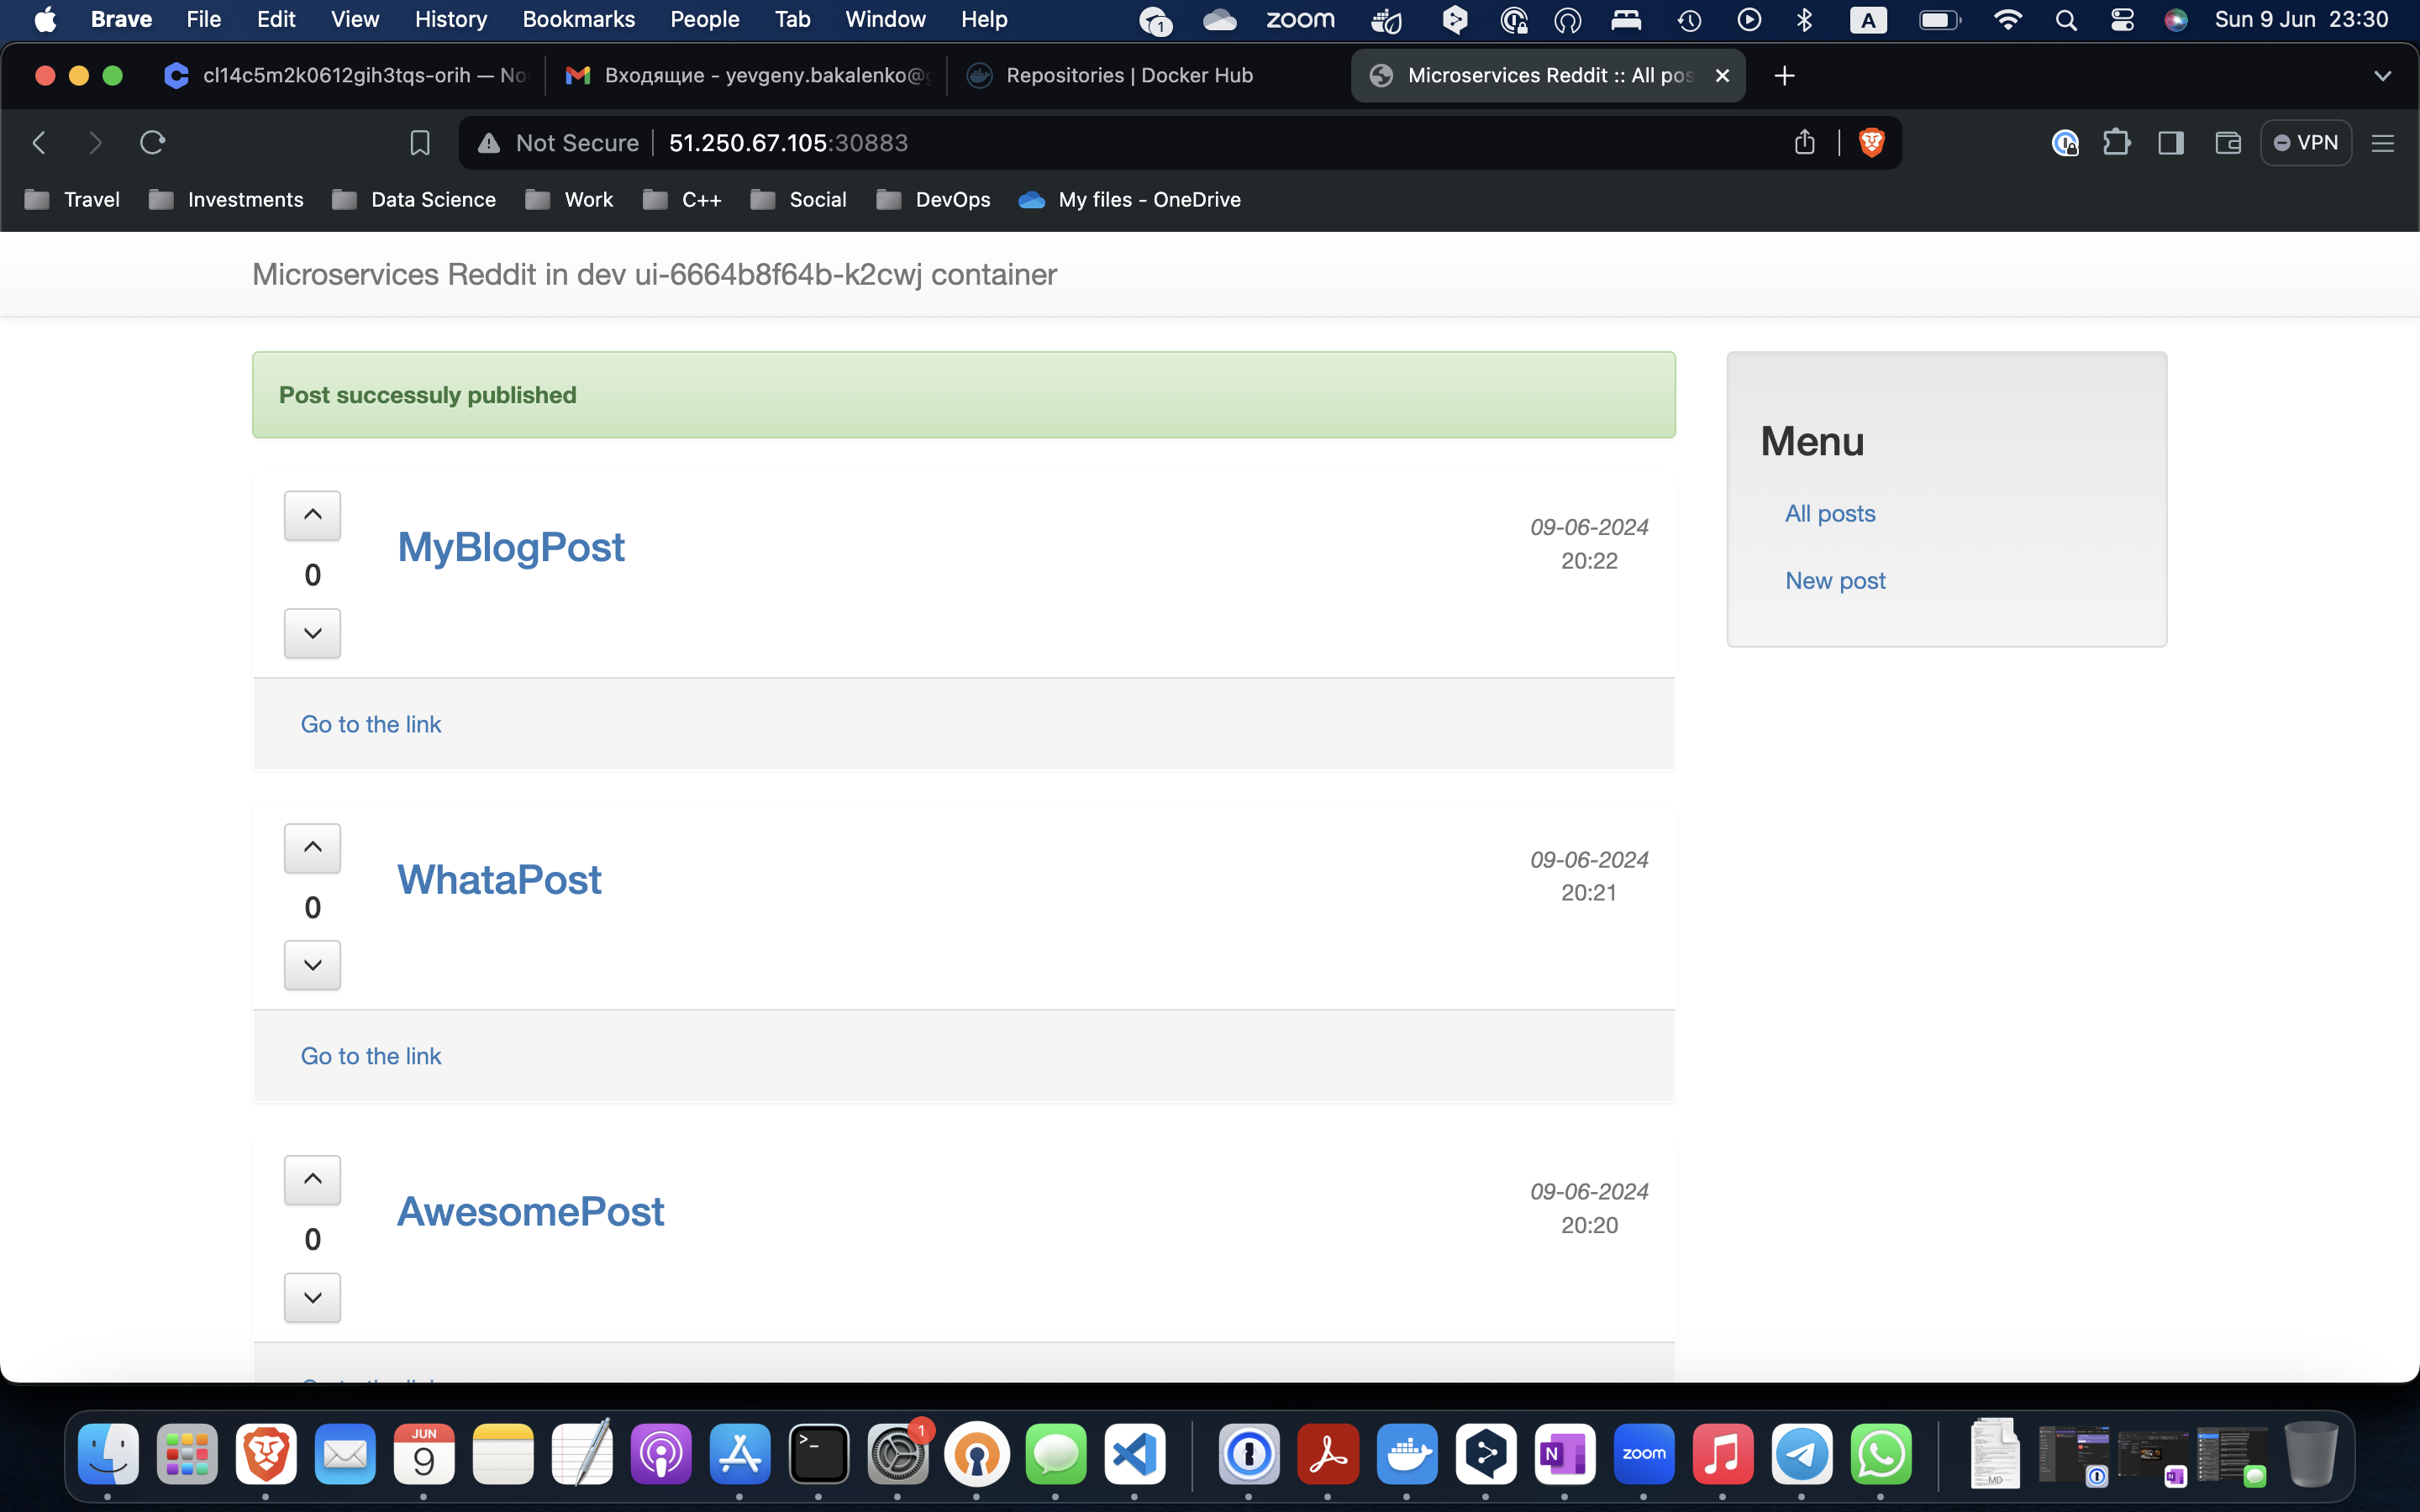 Brave File Edit View History Bookmarks People Tab Window Help 1 zoom A Sun 9 Jun 23:30
cl14c5m2k0612gih3tqs-orih — No Входящие - yevgeny.bakalenko@g Repositories | Docker Hub Microservices Reddit :: All pos
Not Secure 51.250.67.105:30883 VPN
Travel Investments Data Science Work C++ Social DevOps My files - OneDrive
Microservices Reddit in dev ui-6664b8f64b-k2cwj container
Post successuly published
Menu
All posts
New post
MyBlogPost
0
09-06-2024
20:22
Go to the link
WhataPost
0
09-06-2024
20:21
Go to the link
AwesomePost
0
09-06-2024
20:20
JUN
9
1
zoom
N
MD